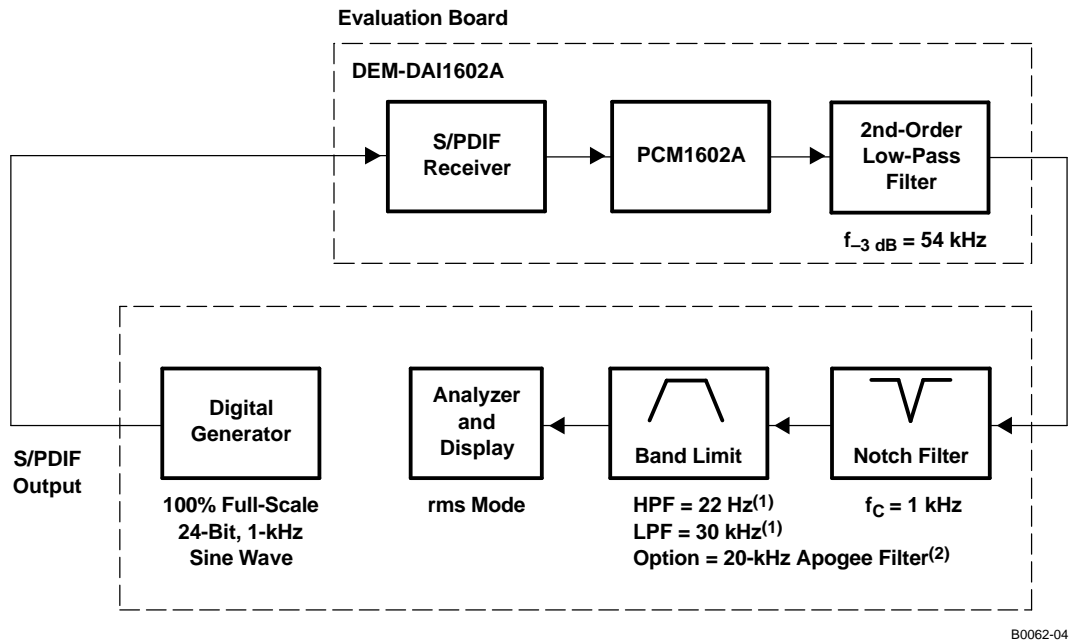 Evaluation Board
DEM-DAI1602A
S/PDIF
Receiver
PCM1602A
2nd-Order
Low-Pass
Filter
f–3 dB = 54 kHz
S/PDIF
Output
Digital
Generator
100% Full-Scale
24-Bit, 1-kHz
Sine Wave
Analyzer
and
Display
rms Mode
Band Limit
HPF = 22 Hz(1)
LPF = 30 kHz(1)
Option = 20-kHz Apogee Filter(2)
Notch Filter
fC = 1 kHz
B0062-04